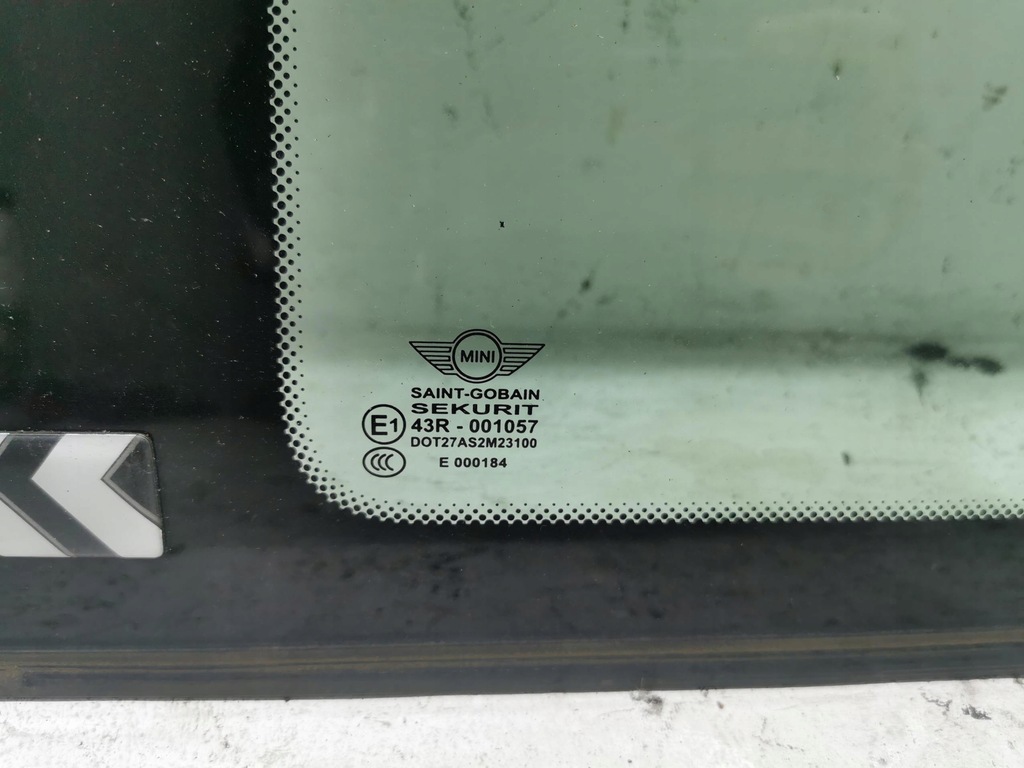 MINI
SAINT-GOBAIN
SEKURIT
E1 43R - 001057
DOT27AS2M23100
CCC E 000184